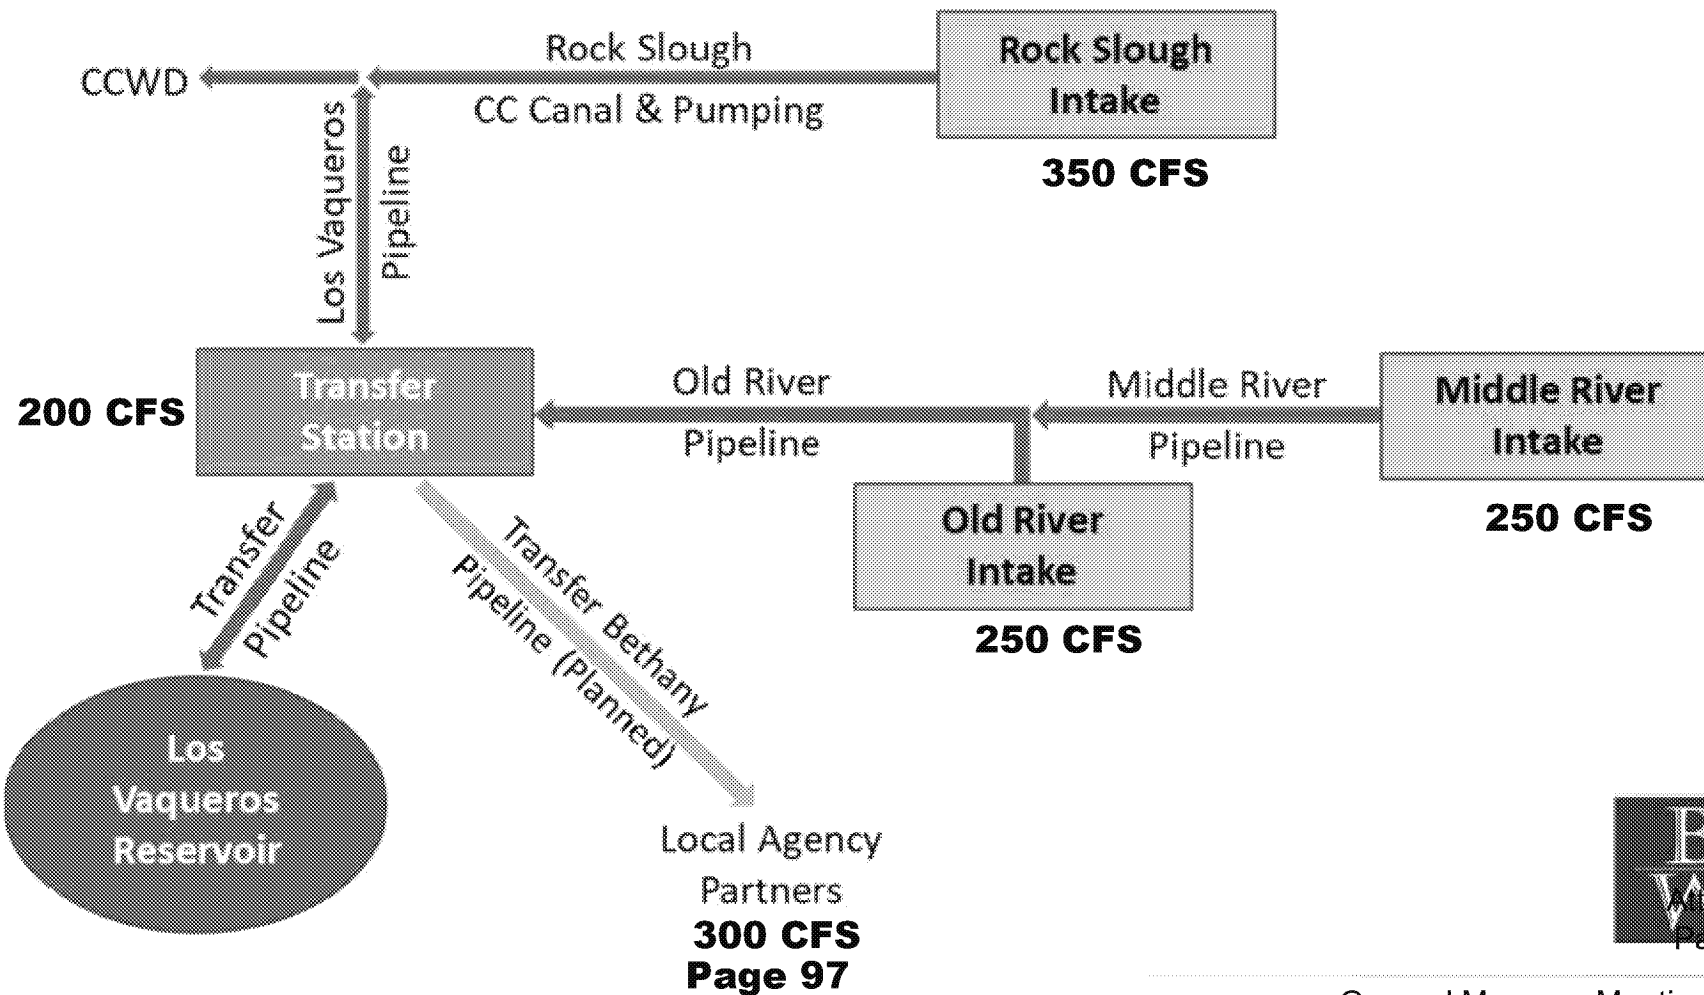 Rock Slough
CCWD
CC Canal & Pumping
Rock Slough
Intake
350 CFS
Los Vaqueros
Pipeline
200 CFS
Transfer
Station
Old River
Pipeline
Middle River
Pipeline
Middle River
Intake
250 CFS
Old River
Intake
250 CFS
Transfer
Pipeline
Transfer Bethany
Pipeline (Planned)
Los
Vaqueros
Reservoir
Local Agency
Partners
300 CFS
Page 97